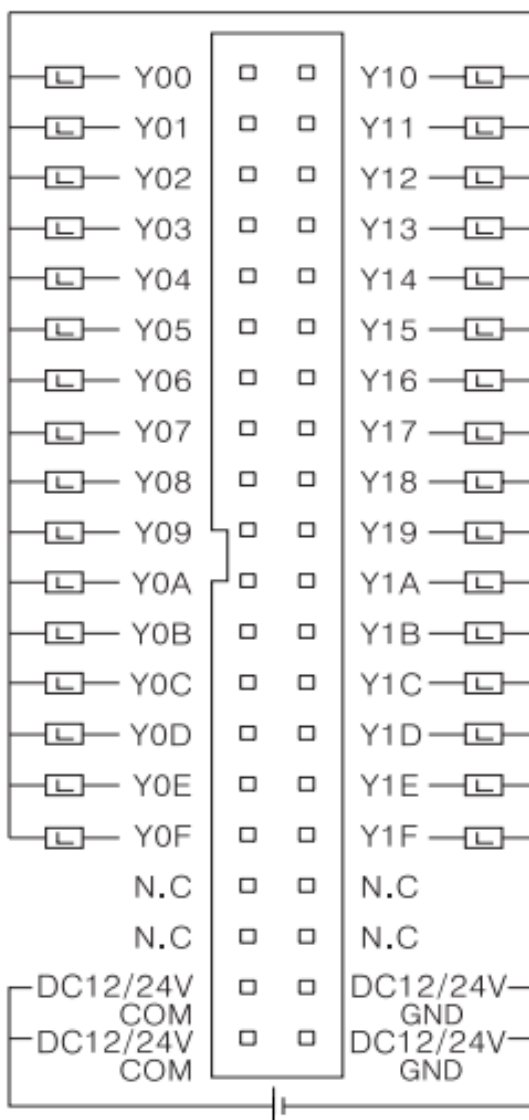 L Y00 Y10 L
L Y01 Y11 L
L Y02 Y12 L
L Y03 Y13 L
L Y04 Y14 L
L Y05 Y15 L
L Y06 Y16 L
L Y07 Y17 L
L Y08 Y18 L
L Y09 Y19 L
L Y0A Y1A L
L Y0B Y1B L
L Y0C Y1C L
L Y0D Y1D L
L Y0E Y1E L
L Y0F Y1F L
N.C N.C
N.C N.C
DC12/24V DC12/24V
COM GND
DC12/24V DC12/24V
COM GND